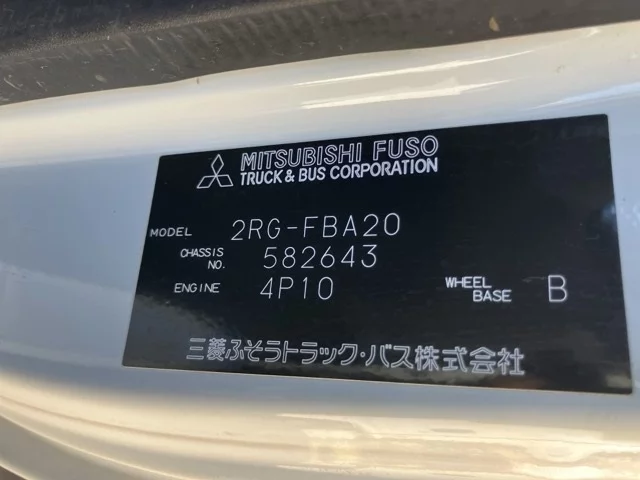 MITSUBISHI FUSO
TRUCK & BUS CORPORATION
MODEL 2RG-FBA20
CHASSIS NO. 582643
ENGINE 4P10 WHEEL BASE B
三菱ふそうトラック・バス株式会社